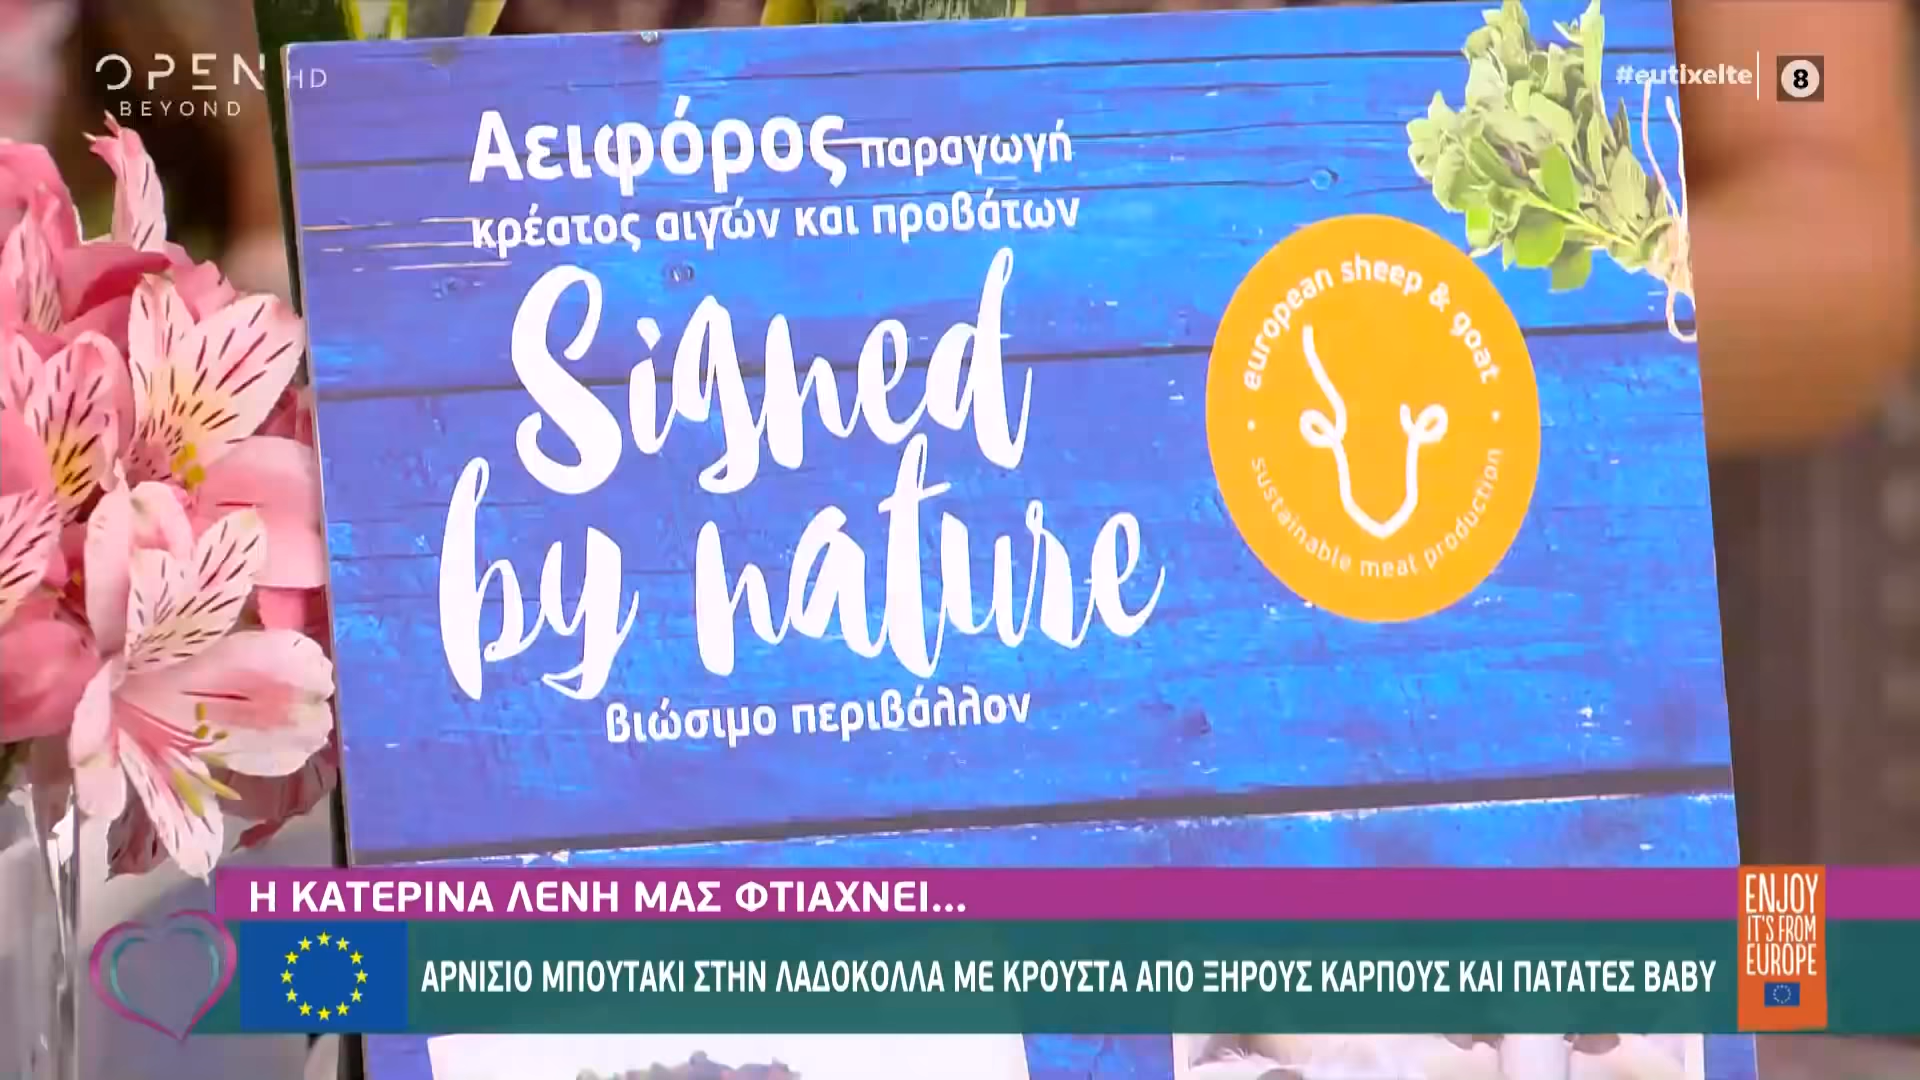 OPEN HD
BEYOND
#eutixeite
8
Αειφόρος παραγωγή
κρέατος αιγών και προβάτων
Signed
by nature
βιώσιμο περιβάλλον
european sheep & goat
sustainable meat production
Η ΚΑΤΕΡΙΝΑ ΛΕΝΗ ΜΑΣ ΦΤΙΑΧΝΕΙ...
ΑΡΝΙΣΙΟ ΜΠΟΥΤΑΚΙ ΣΤΗΝ ΛΑΔΟΚΟΛΛΑ ΜΕ ΚΡΟΥΣΤΑ ΑΠΟ ΞΗΡΟΥΣ ΚΑΡΠΟΥΣ ΚΑΙ ΠΑΤΑΤΕΣ BABY
ENJOY
IT'S FROM
EUROPE